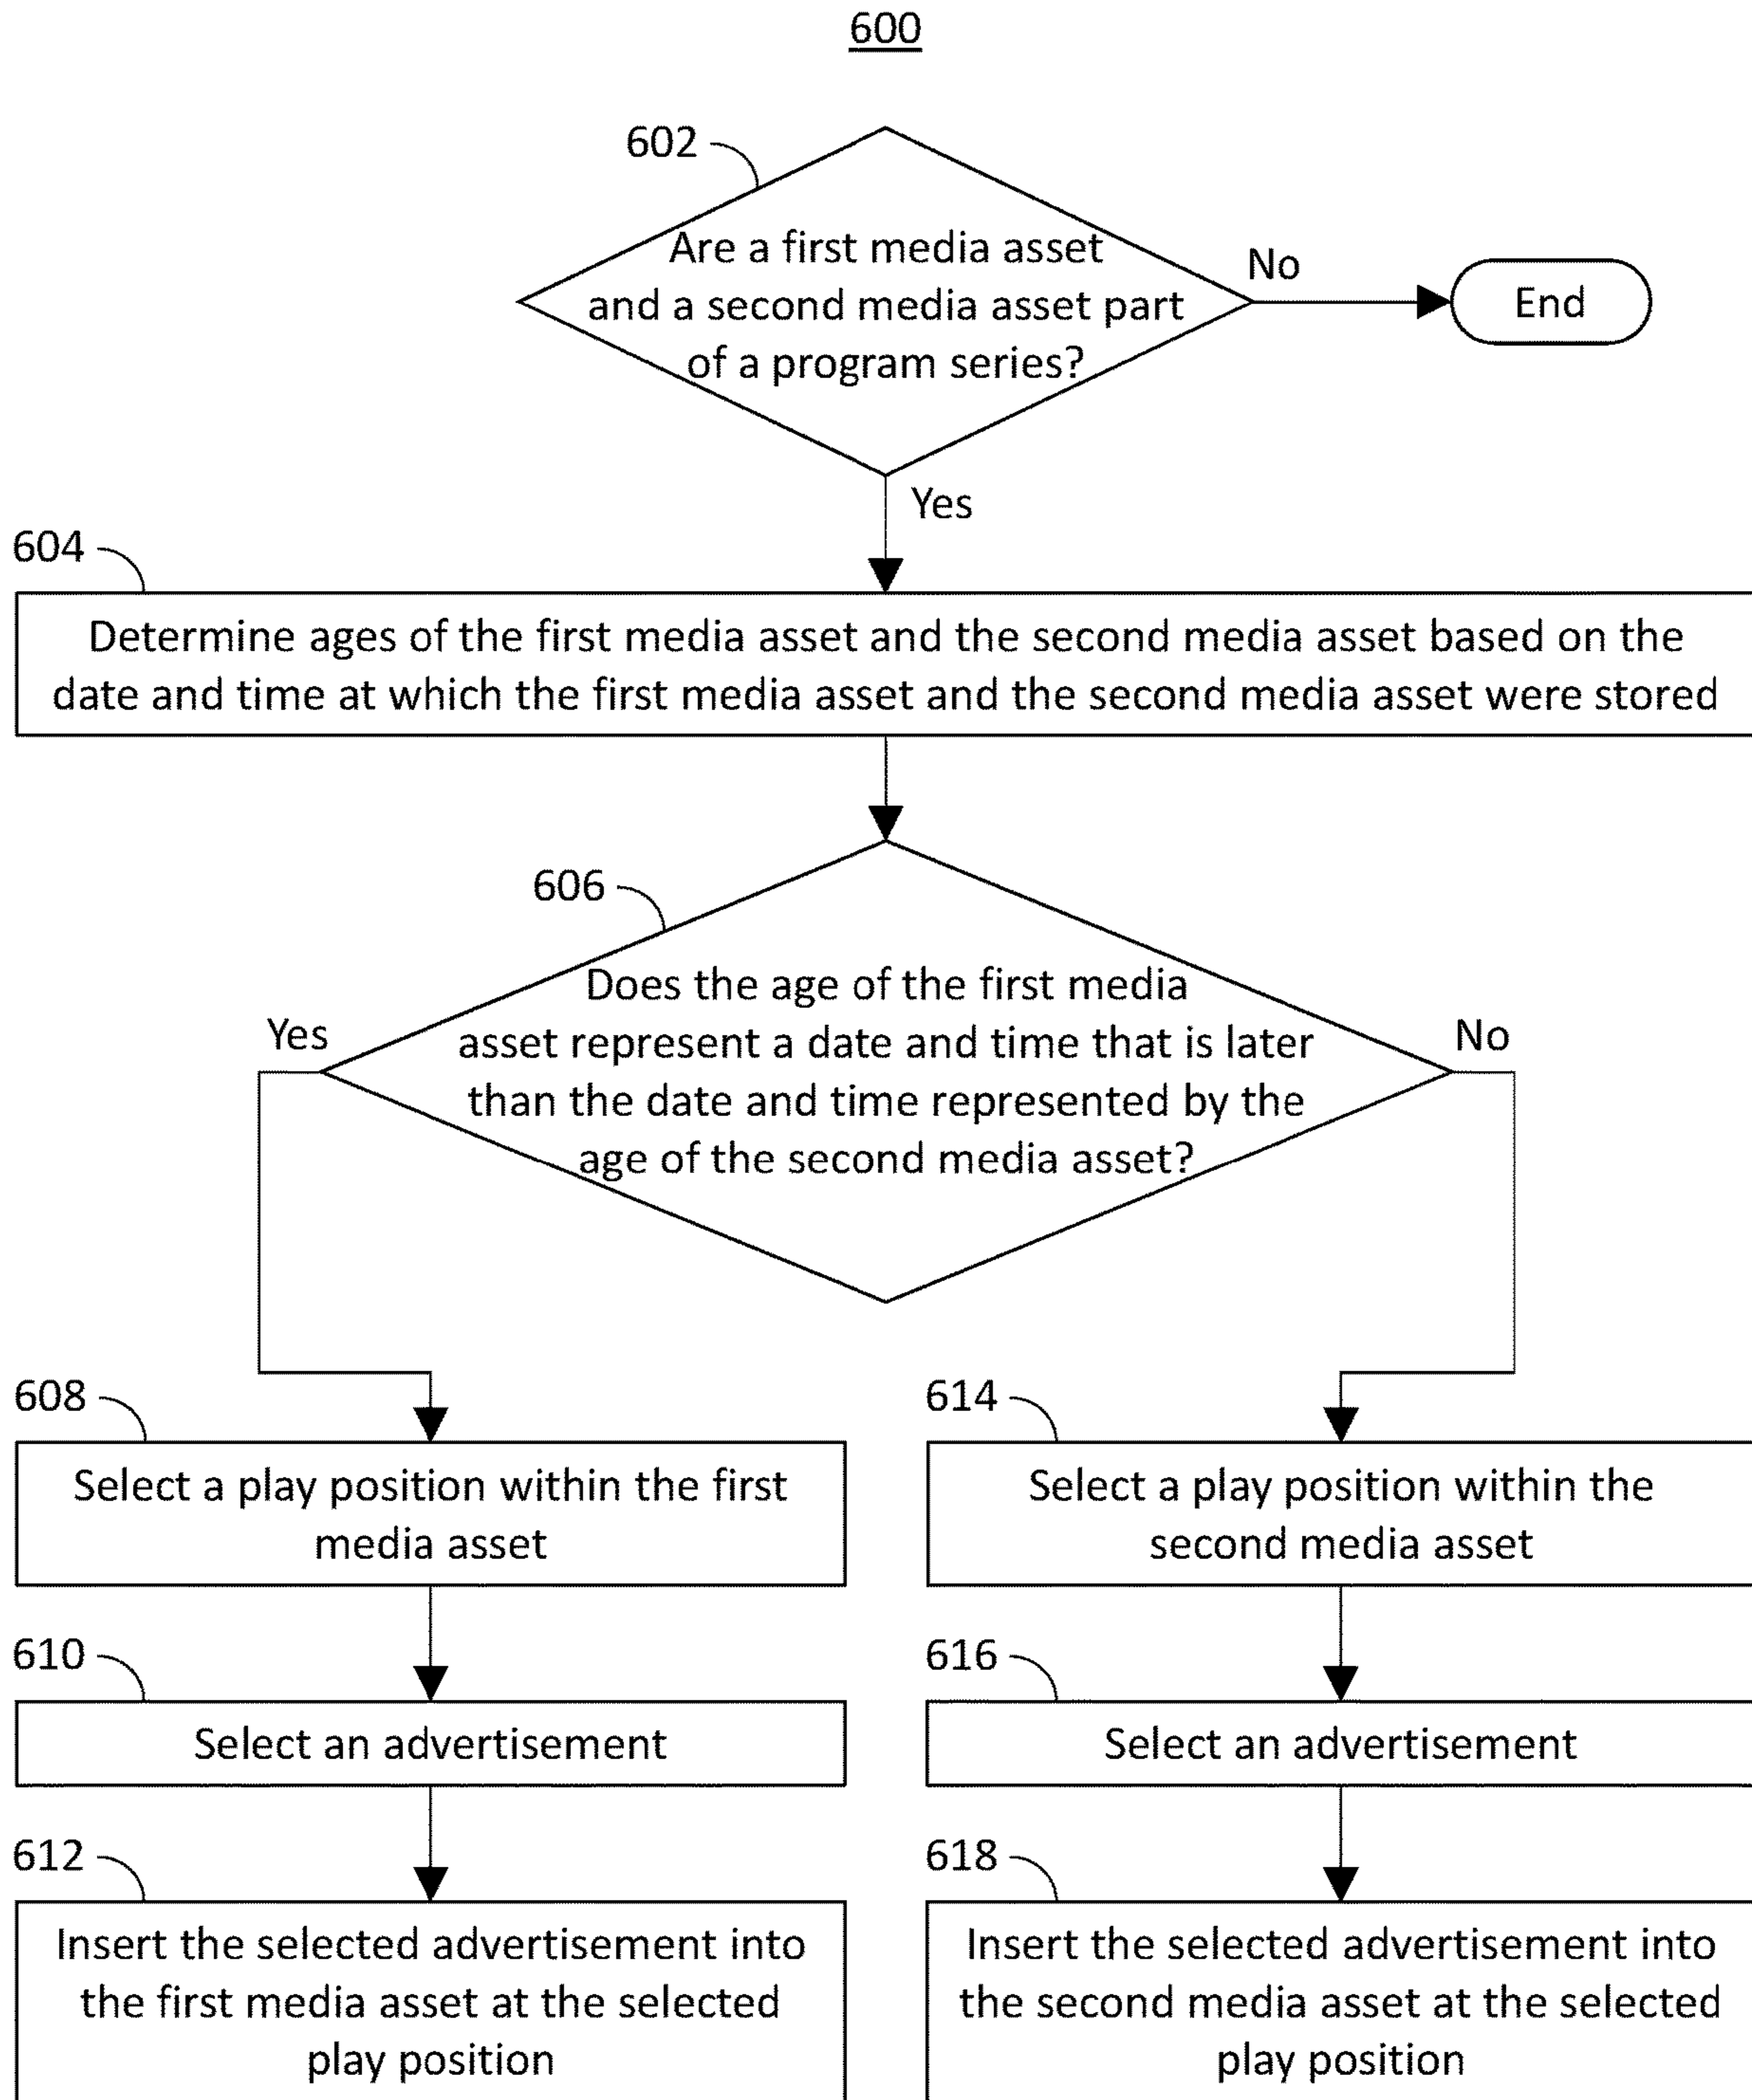 600
602
Are a first media asset
and a second media asset part
of a program series?
No
End
Yes
604
Determine ages of the first media asset and the second media asset based on the
date and time at which the first media asset and the second media asset were stored
606
Does the age of the first media
asset represent a date and time that is later
than the date and time represented by the
age of the second media asset?
Yes
No
608
Select a play position within the first
media asset
610
Select an advertisement
612
Insert the selected advertisement into
the first media asset at the selected
play position
614
Select a play position within the
second media asset
616
Select an advertisement
618
Insert the selected advertisement into
the second media asset at the selected
play position